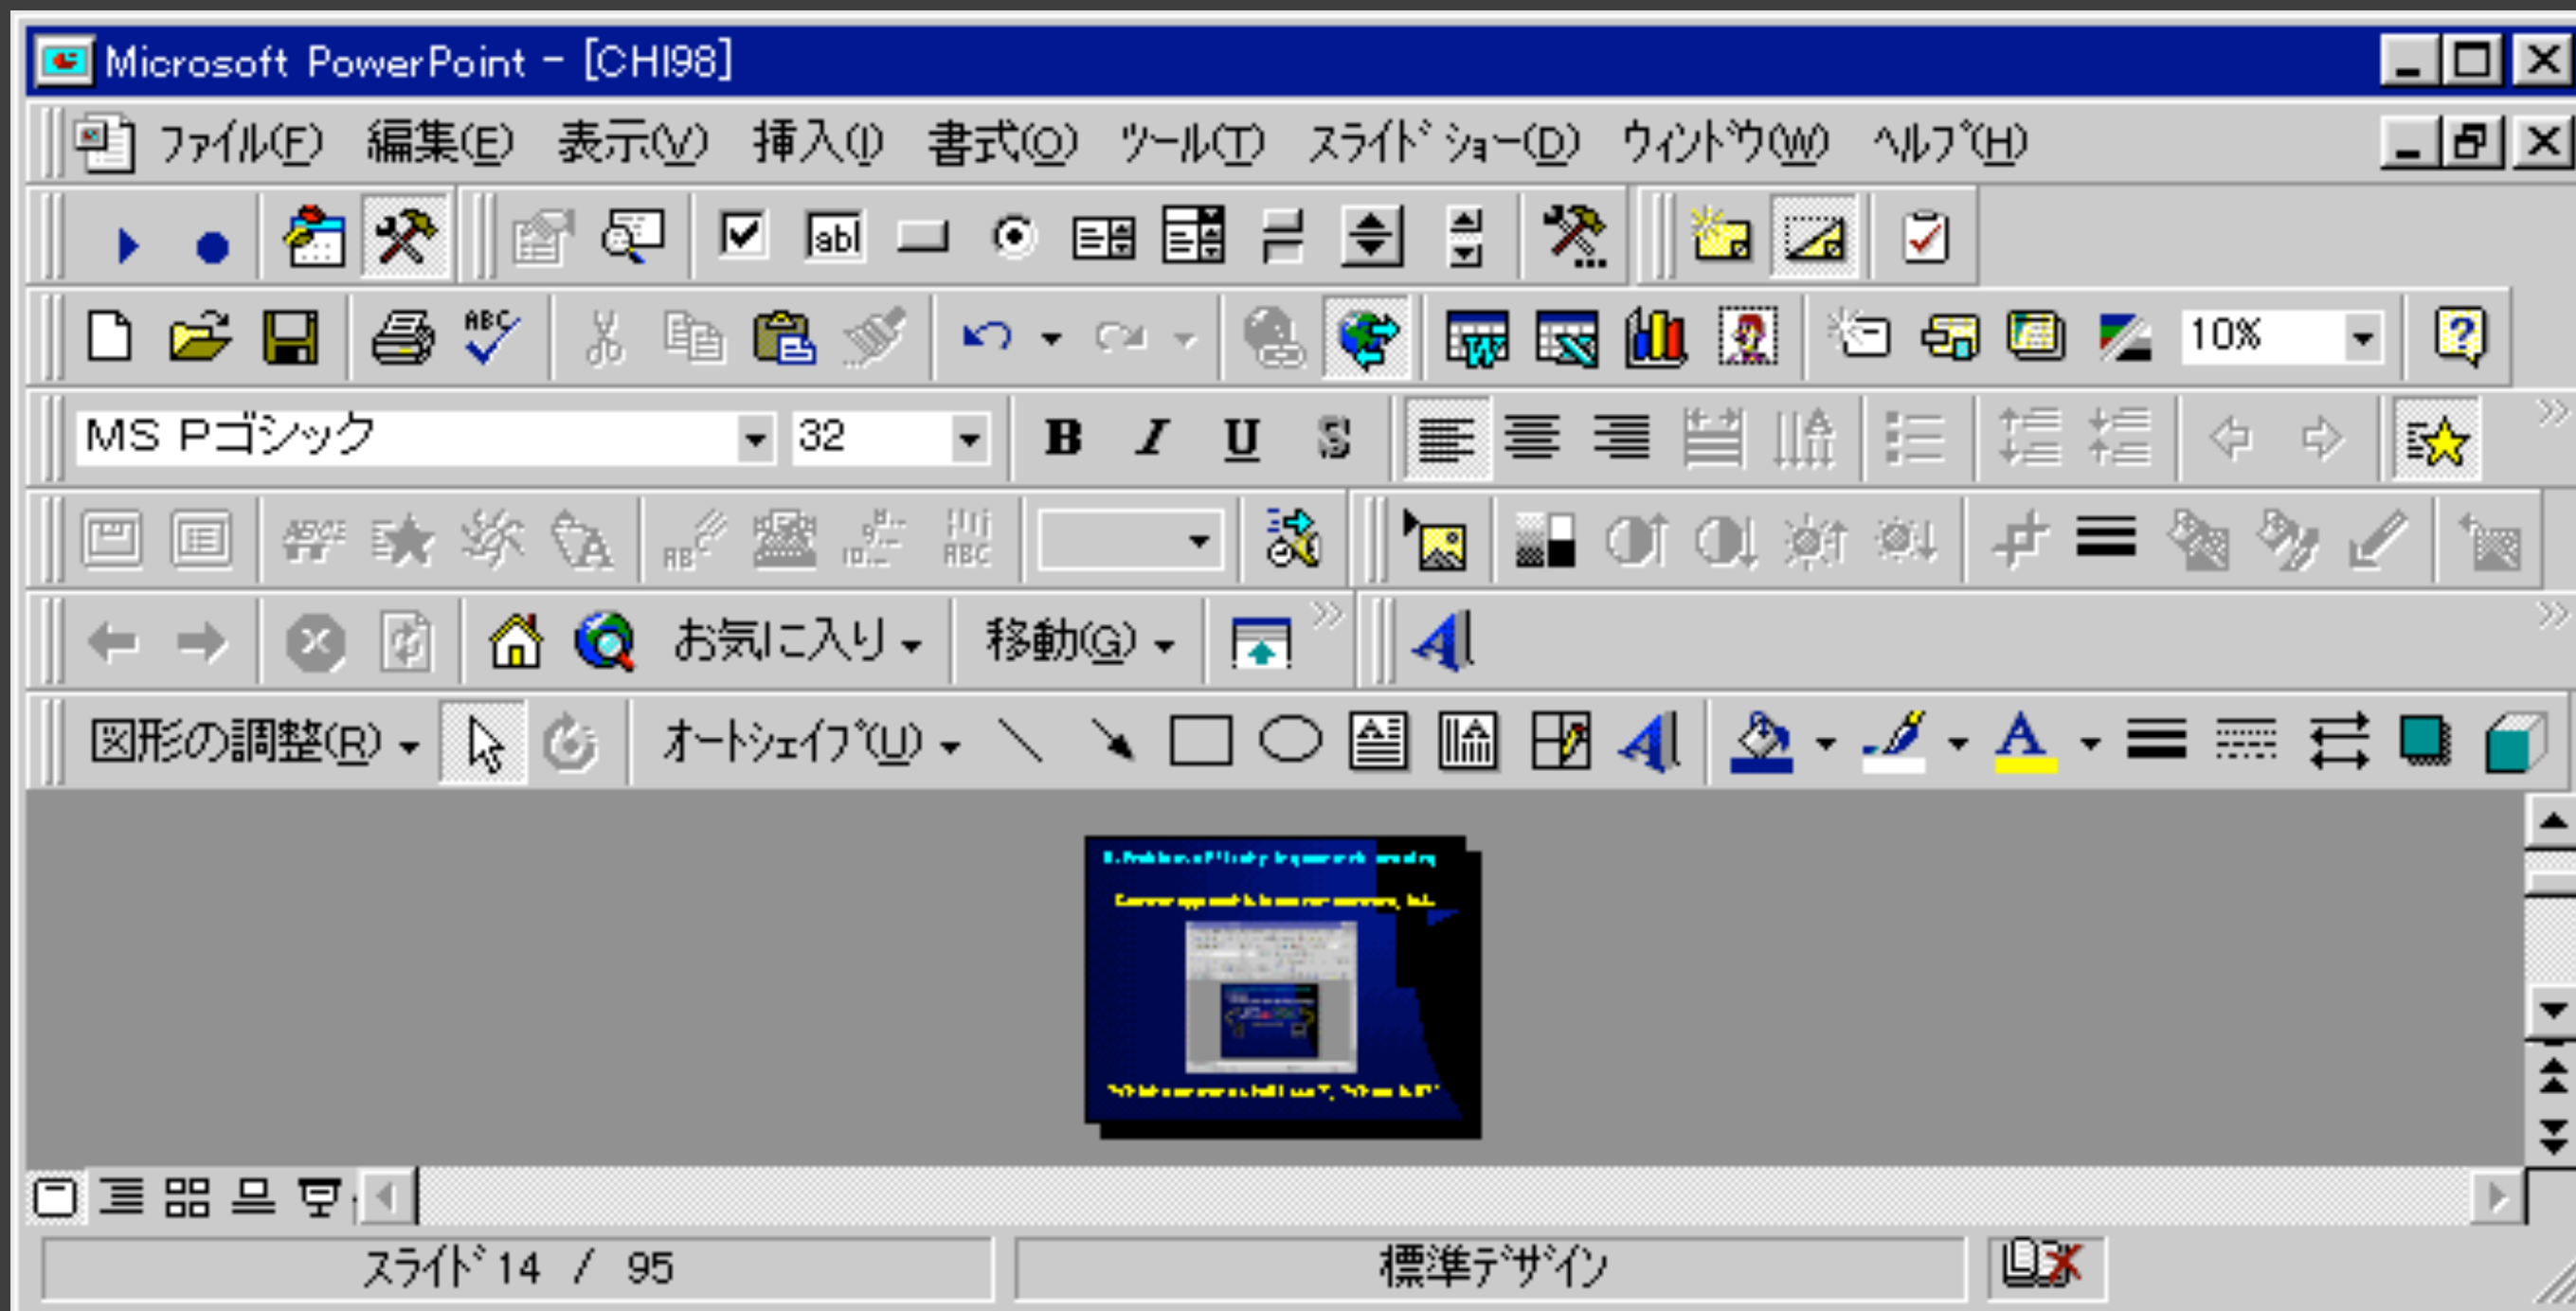 Microsoft PowerPoint - [CHI98]
ﾌｧｲﾙ(F) 編集(E) 表示(V) 挿入(I) 書式(O) ﾂｰﾙ(T) ｽﾗｲﾄﾞ ｼｮｰ(D) ｳｨﾝﾄﾞｳ(W) ﾍﾙﾌﾟ(H)
abl
ABC 10%
MS Pゴシック 32 B I U S
お気に入り 移動(G)
図形の調整(R) ｵｰﾄｼｪｲﾌﾟ(U)
ｽﾗｲﾄﾞ 14 / 95 標準ﾃﾞｻﾞｲﾝ